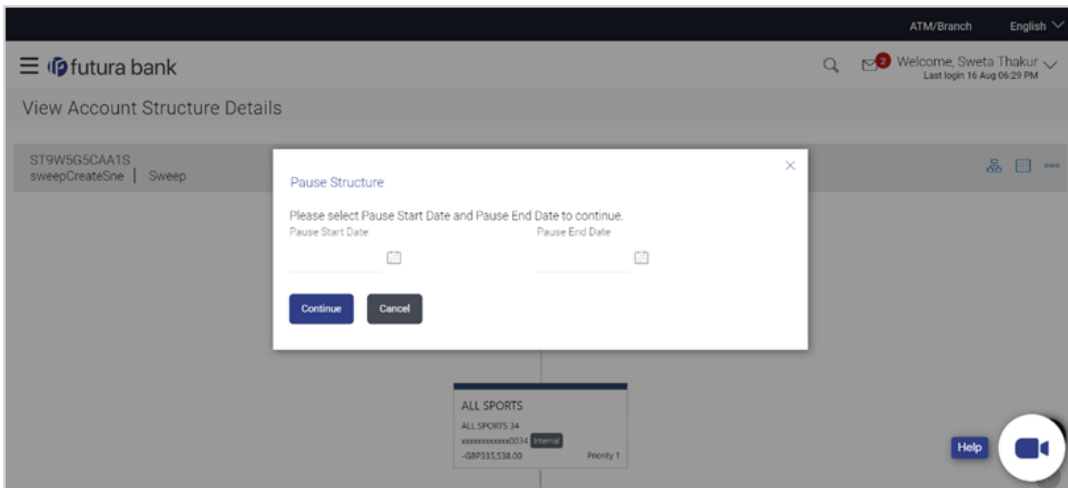 ATM/Branch English
futura bank
2
Welcome, Sweta Thakur
Last login 16 Aug 06:29 PM
View Account Structure Details
ST9W5G5CAA1S
sweepCreateSne | Sweep
Pause Structure
Please select Pause Start Date and Pause End Date to continue.
Pause Start Date Pause End Date
Continue Cancel
ALL SPORTS
ALL SPORTS 34
xxxxxxxxxxxx0034 Internal
-GBP335,538.00 Priority 1
Help